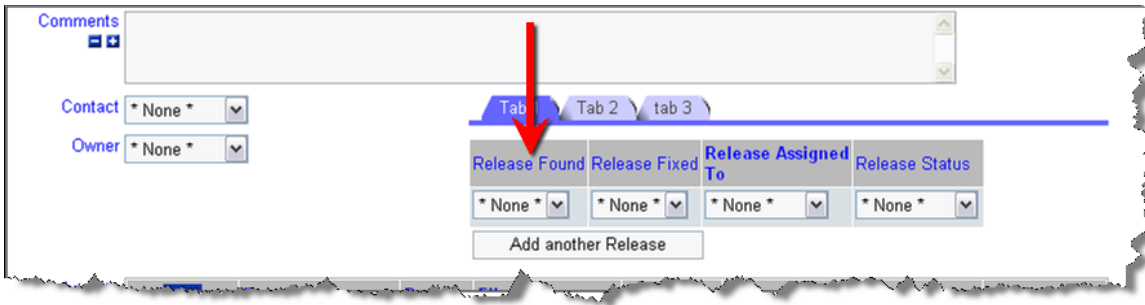 Comments
Contact * None *
Tab 1 Tab 2 tab 3
Owner * None *
Release Found Release Fixed Release Assigned To Release Status
* None * * None * * None * * None *
Add another Release